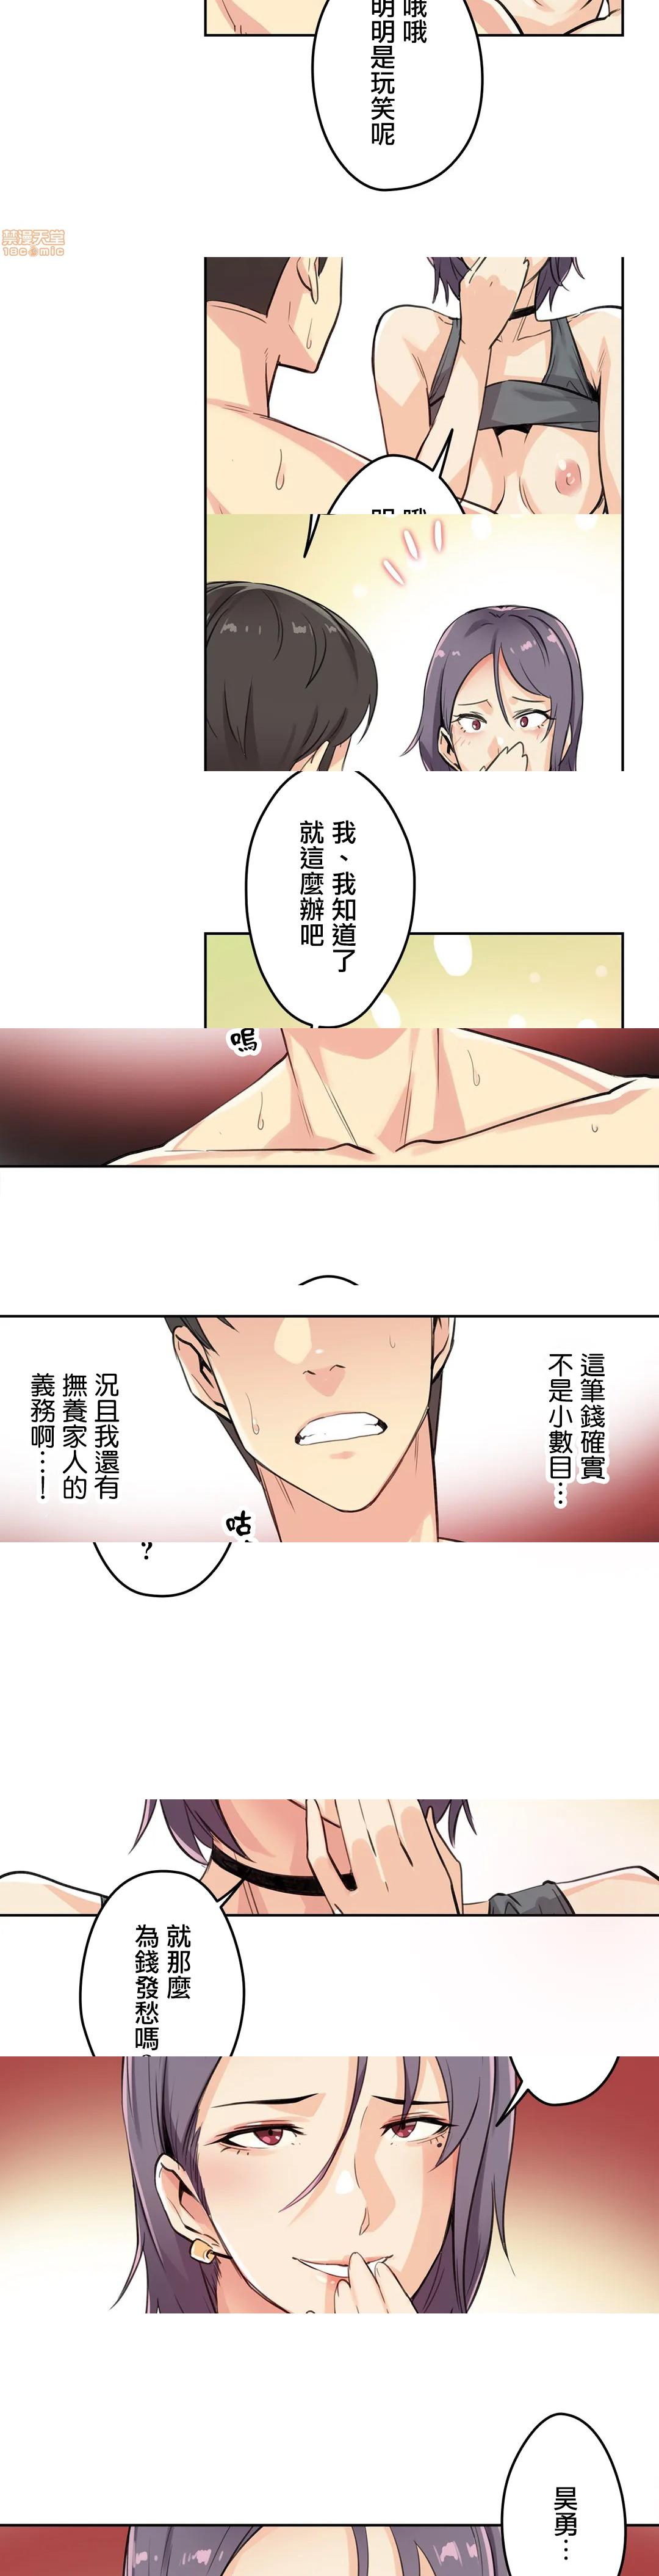 哦哦
明明是玩笑呢
禁漫天堂
18comic
我、我知道了
就這麼辦吧
嗚
這筆錢確實
不是小數目…
況且我還有
撫養家人的
義務啊…!
咕
?
就那麼
為錢發愁嗎
昊勇…